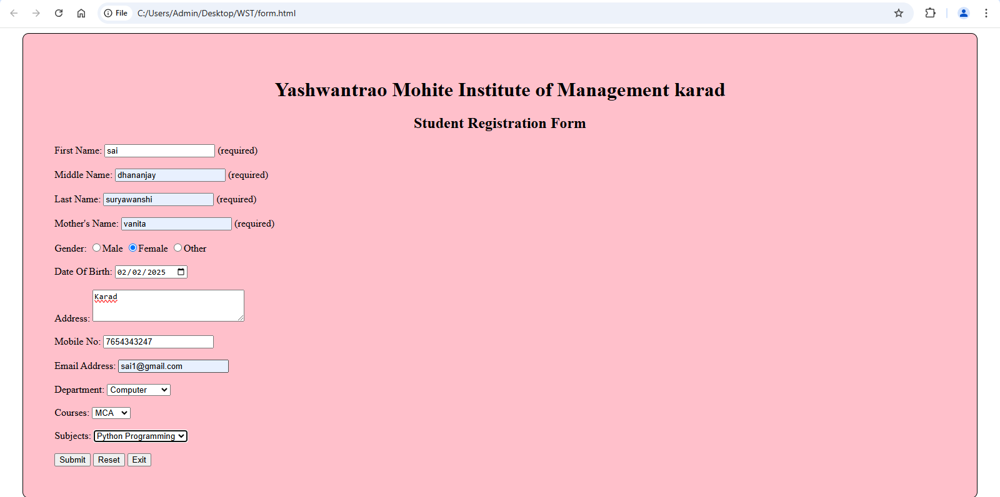 File C:/Users/Admin/Desktop/WST/form.html
Yashwantrao Mohite Institute of Management karad
Student Registration Form
First Name: sai (required)
Middle Name: dhananjay (required)
Last Name: suryawanshi (required)
Mother's Name: vanita (required)
Gender: Male Female Other
Date Of Birth: 02/02/2025
Address: Karad
Mobile No: 7654343247
Email Address: sai1@gmail.com
Department: Computer
Courses: MCA
Subjects: Python Programming
Submit Reset Exit